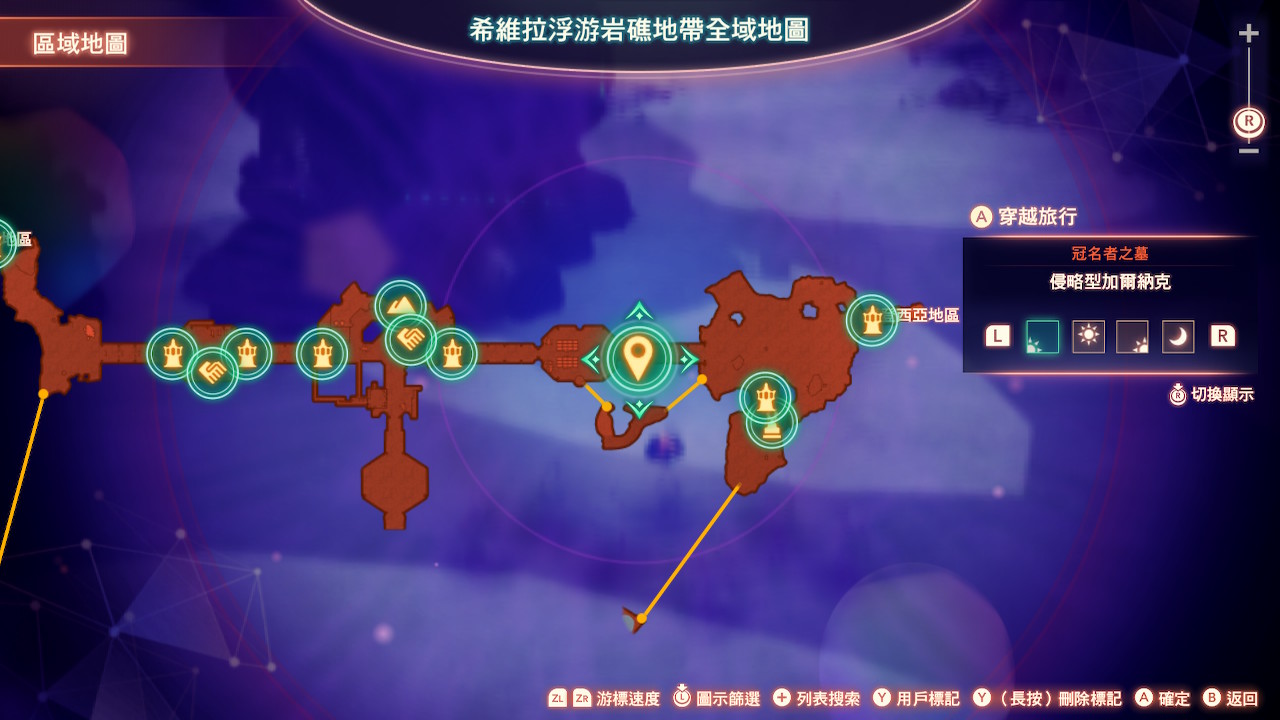 希維拉浮游岩礁地帶全域地圖
區域地圖
+
R
−
A 穿越旅行
地區
冠名者之墓
侵略型加爾納克
西亞地區
L R
R 切換顯示
ZL ZR 游標速度 L 圖示篩選 + 列表搜索 Y 用戶標記 Y（長按）刪除標記 A 確定 B 返回